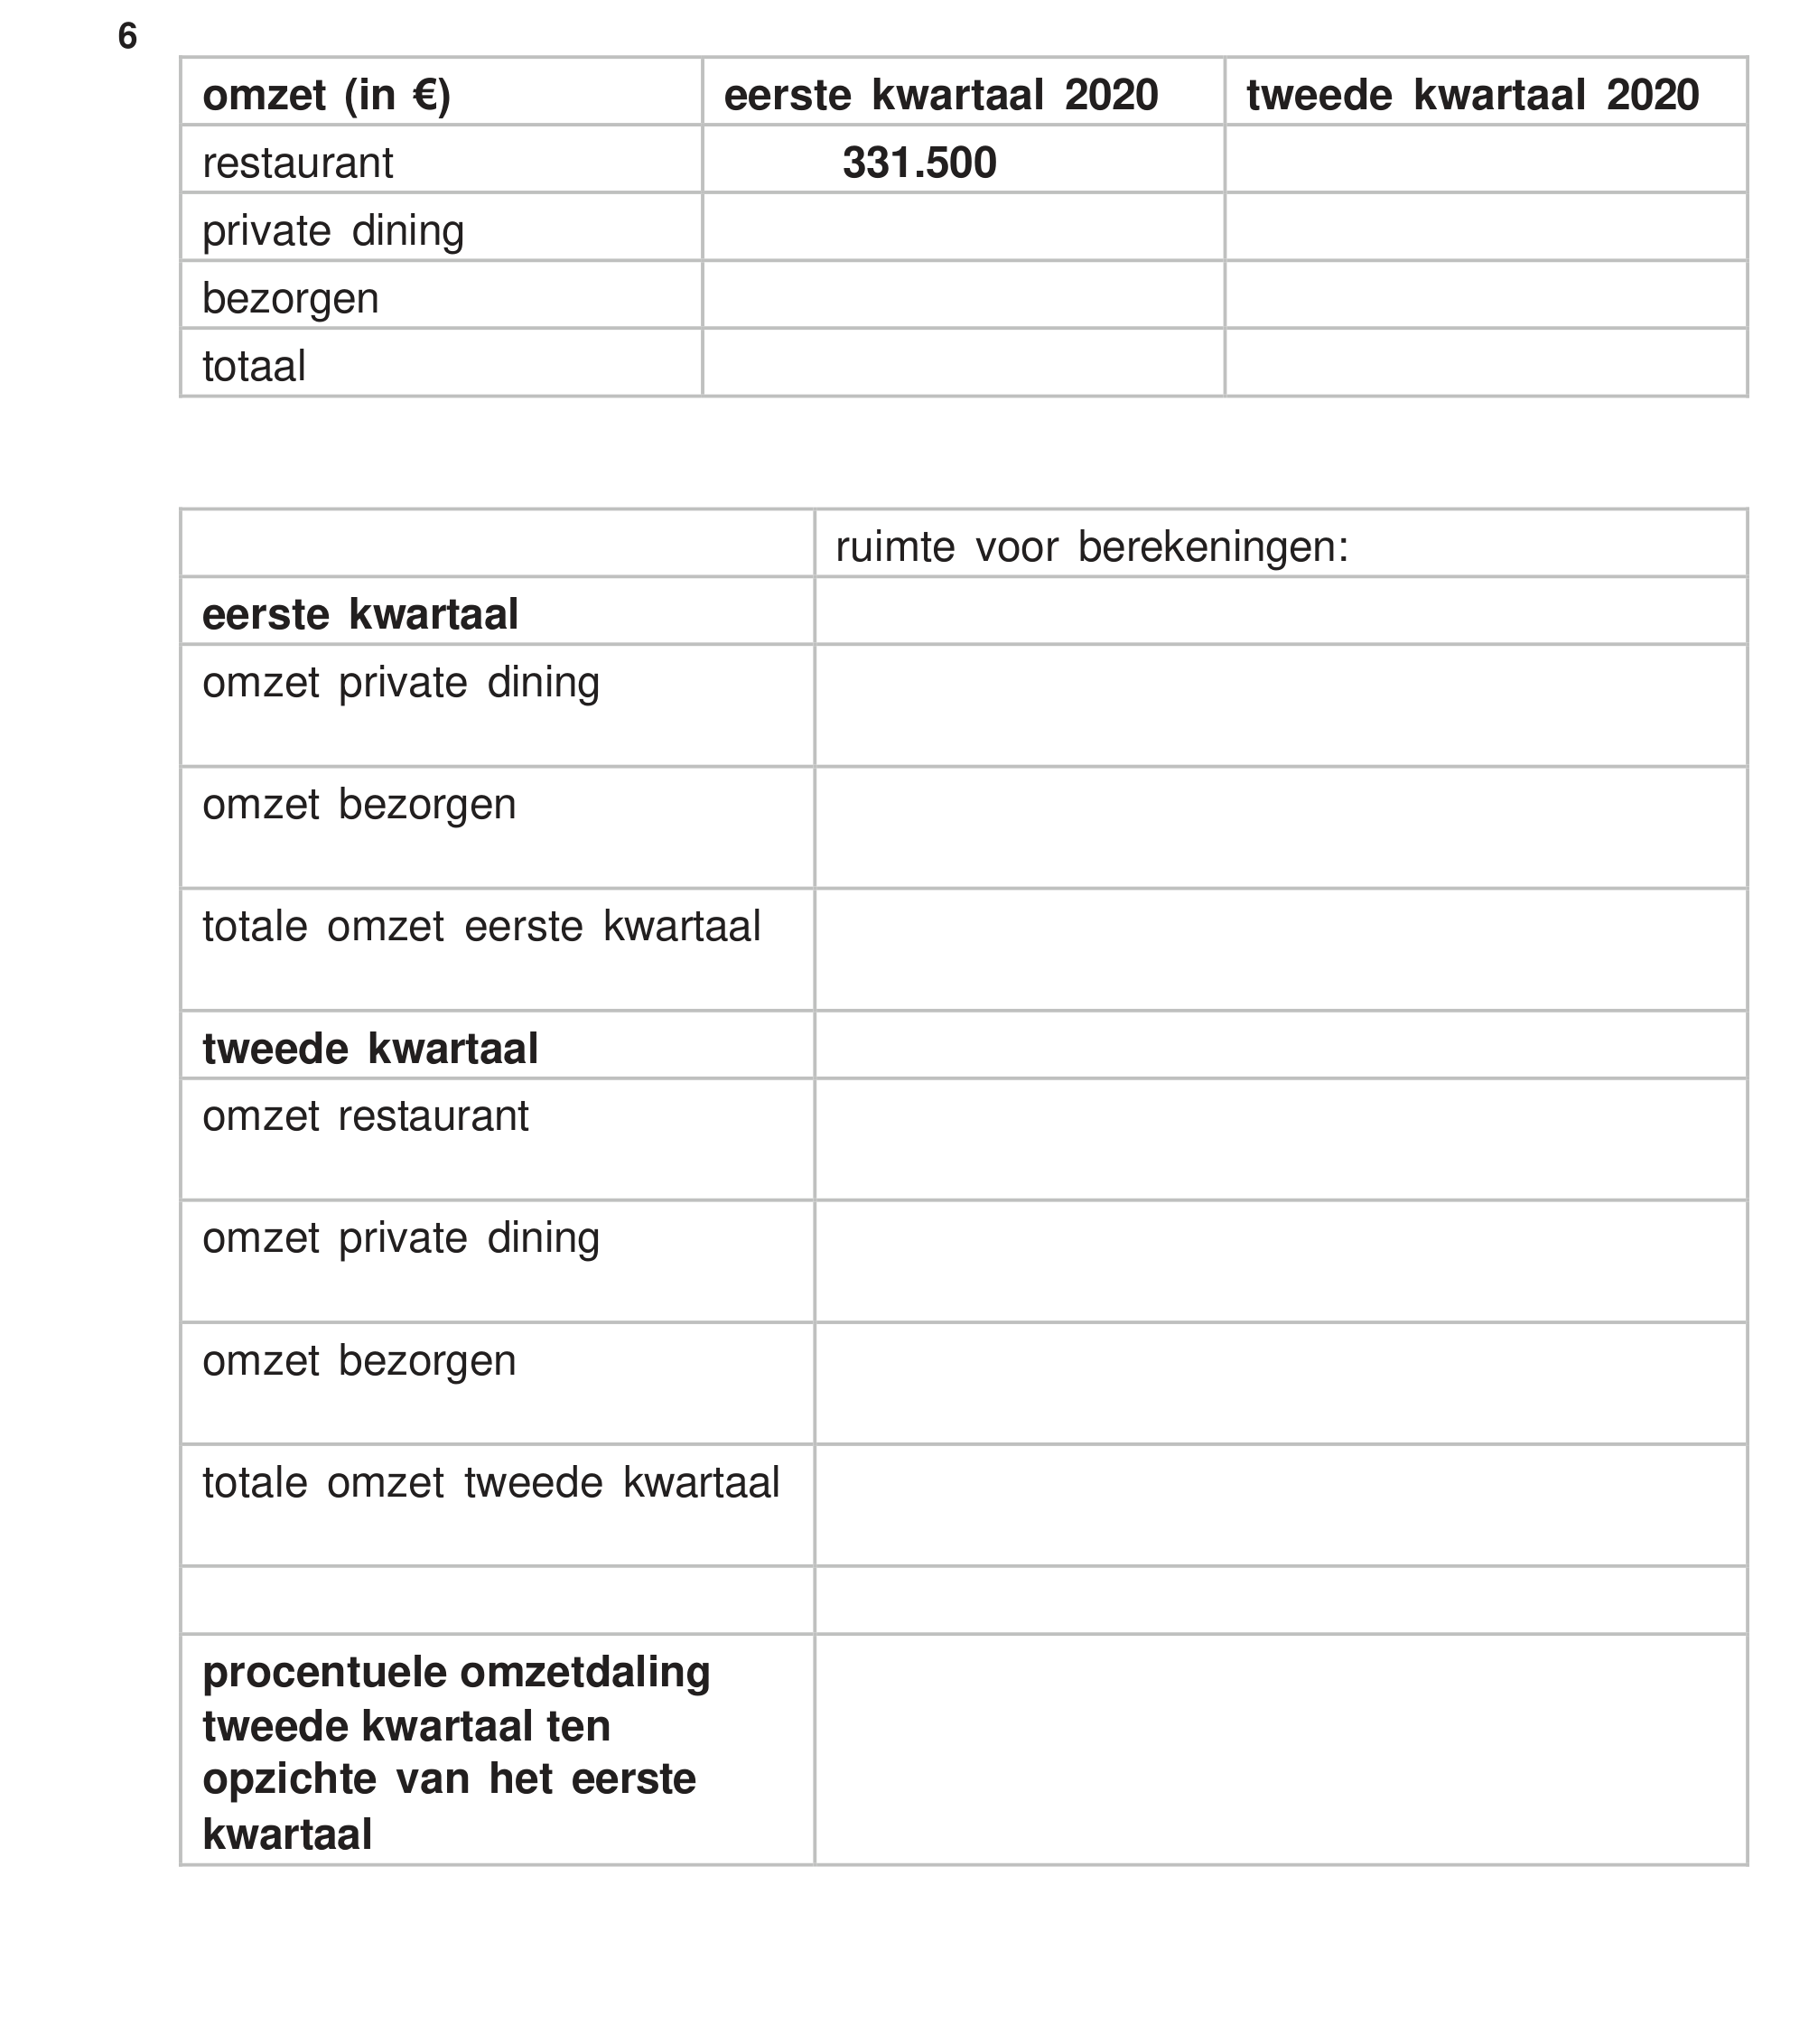 6
omzet (in €) eerste kwartaal 2020 tweede kwartaal 2020
restaurant 331.500
private dining
bezorgen
totaal
ruimte voor berekeningen:
eerste kwartaal
omzet private dining
omzet bezorgen
totale omzet eerste kwartaal
tweede kwartaal
omzet restaurant
omzet private dining
omzet bezorgen
totale omzet tweede kwartaal
procentuele omzetdaling
tweede kwartaal ten
opzichte van het eerste
kwartaal